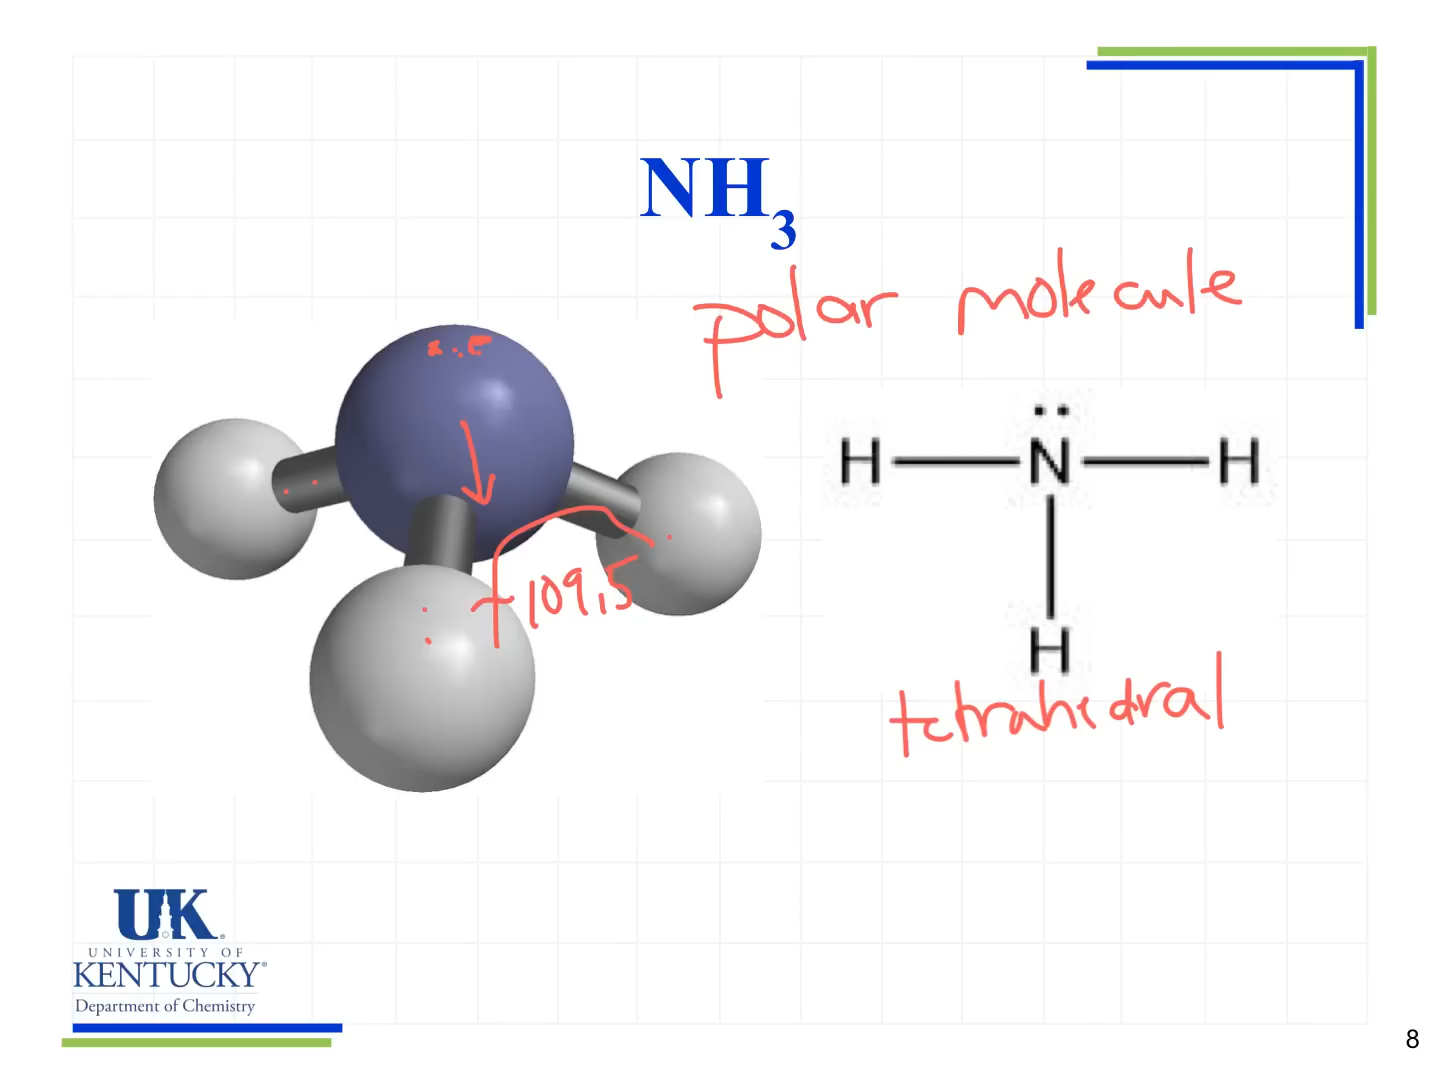 NH3
polar molecule
H N H
109.5
H
tetrahedral
UK
UNIVERSITY OF
KENTUCKY
Department of Chemistry
8